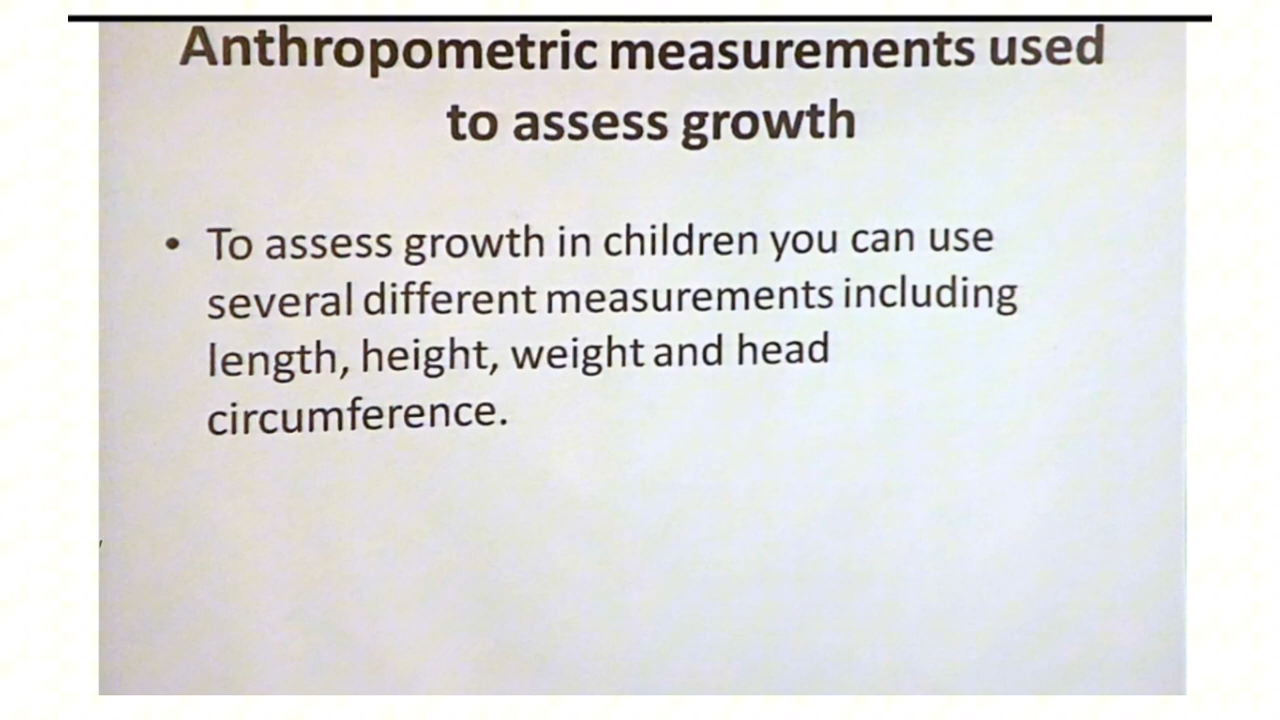 Anthropometric measurements used
to assess growth
• To assess growth in children you can use
several different measurements including
length, height, weight and head
circumference.